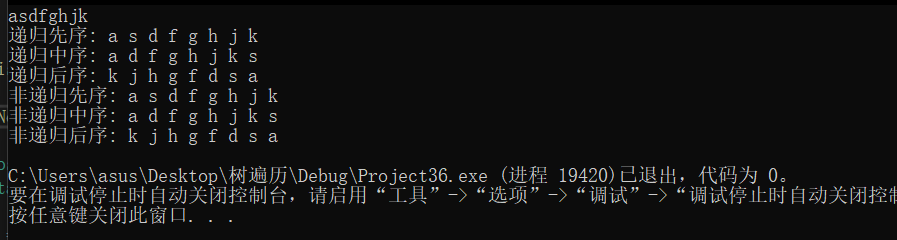 asdfghjk
递归先序: a s d f g h j k
递归中序: a d f g h j k s
递归后序: k j h g f d s a
非递归先序: a s d f g h j k
非递归中序: a d f g h j k s
非递归后序: k j h g f d s a
C:\Users\asus\Desktop\树遍历\Debug\Project36.exe (进程 19420)已退出，代码为 0。
要在调试停止时自动关闭控制台，请启用“工具”->“选项”->“调试”->“调试停止时自动关闭控制
按任意键关闭此窗口. . .